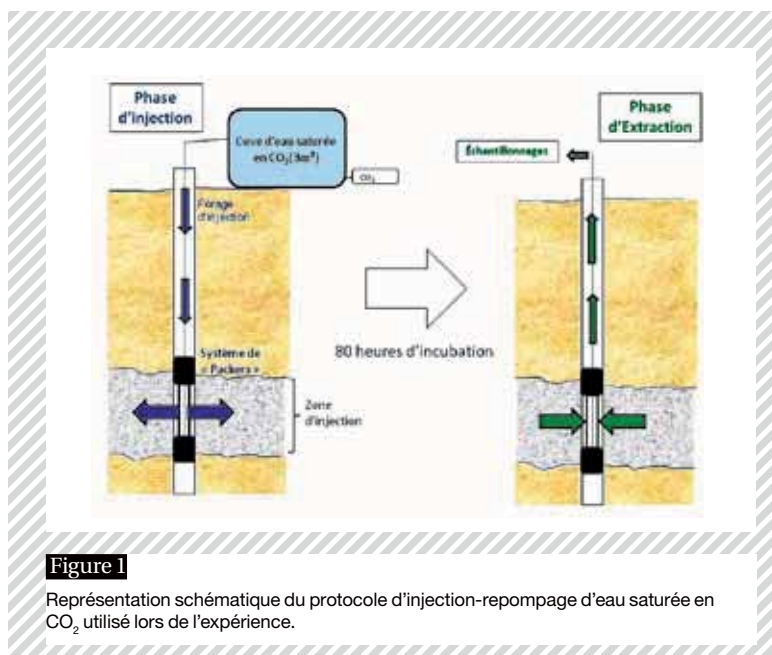 Phase
d'injection
Cuve d'eau saturée
en CO2 (3m3)
CO2
Forage
d'injection
Système de
« Packers »
Zone
d'injection
80 heures d'incubation
Phase
d'Extraction
Échantillonnages
Figure 1
Représentation schématique du protocole d'injection-repompage d'eau saturée en
CO2 utilisé lors de l'expérience.